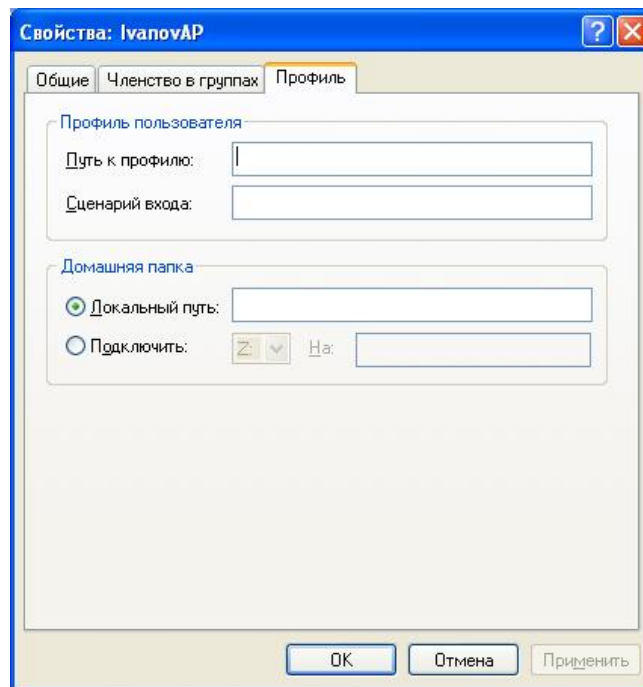 Свойства: IvanovAP
Общие Членство в группах Профиль
Профиль пользователя
Путь к профилю:
Сценарий входа:
Домашняя папка
Локальный путь:
Подключить: Z: На:
OK Отмена Применить